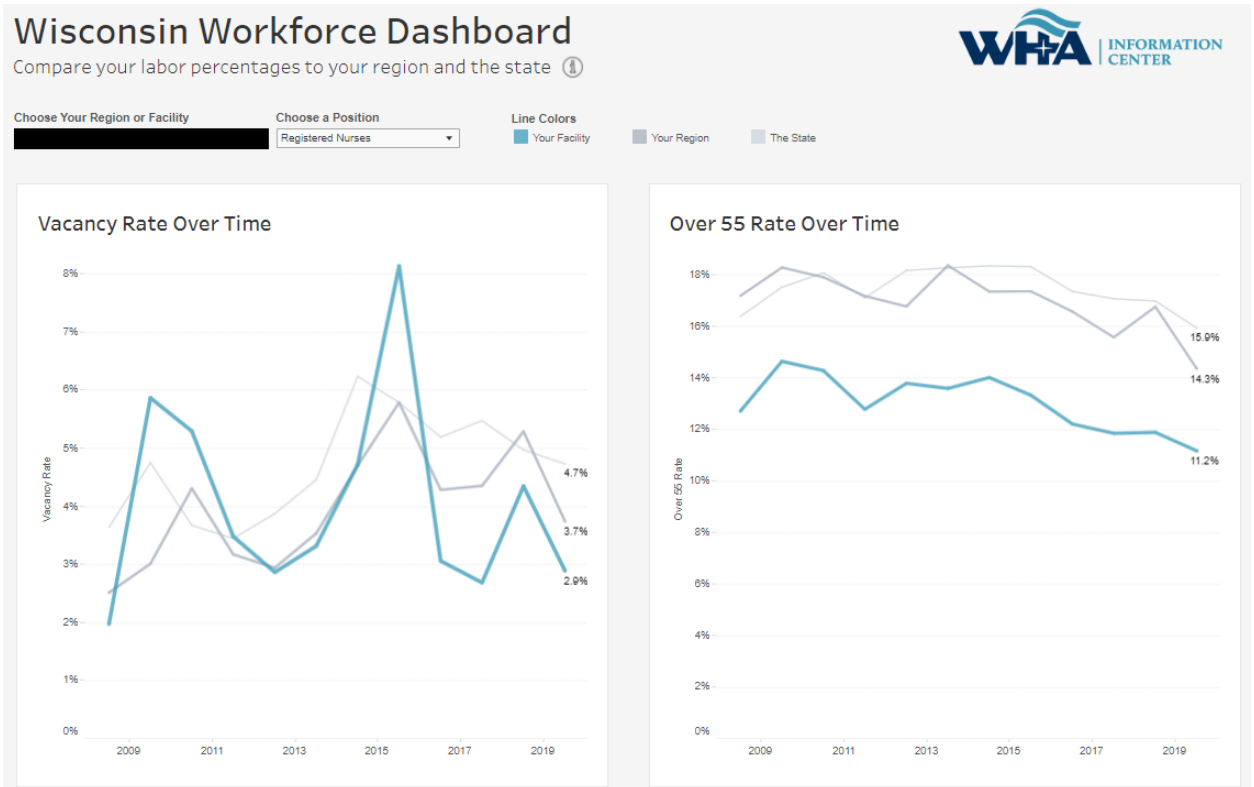 Wisconsin Workforce Dashboard
Compare your labor percentages to your region and the state
WHA INFORMATION CENTER
Choose Your Region or Facility
Choose a Position
Registered Nurses
Line Colors
Your Facility Your Region The State
Vacancy Rate Over Time
8%
7%
6%
5%
4%
3%
2%
1%
0%
Vacancy Rate
4.7%
3.7%
2.9%
2009 2011 2013 2015 2017 2019
Over 55 Rate Over Time
18%
16%
14%
12%
10%
8%
6%
4%
2%
0%
Over 55 Rate
15.9%
14.3%
11.2%
2009 2011 2013 2015 2017 2019